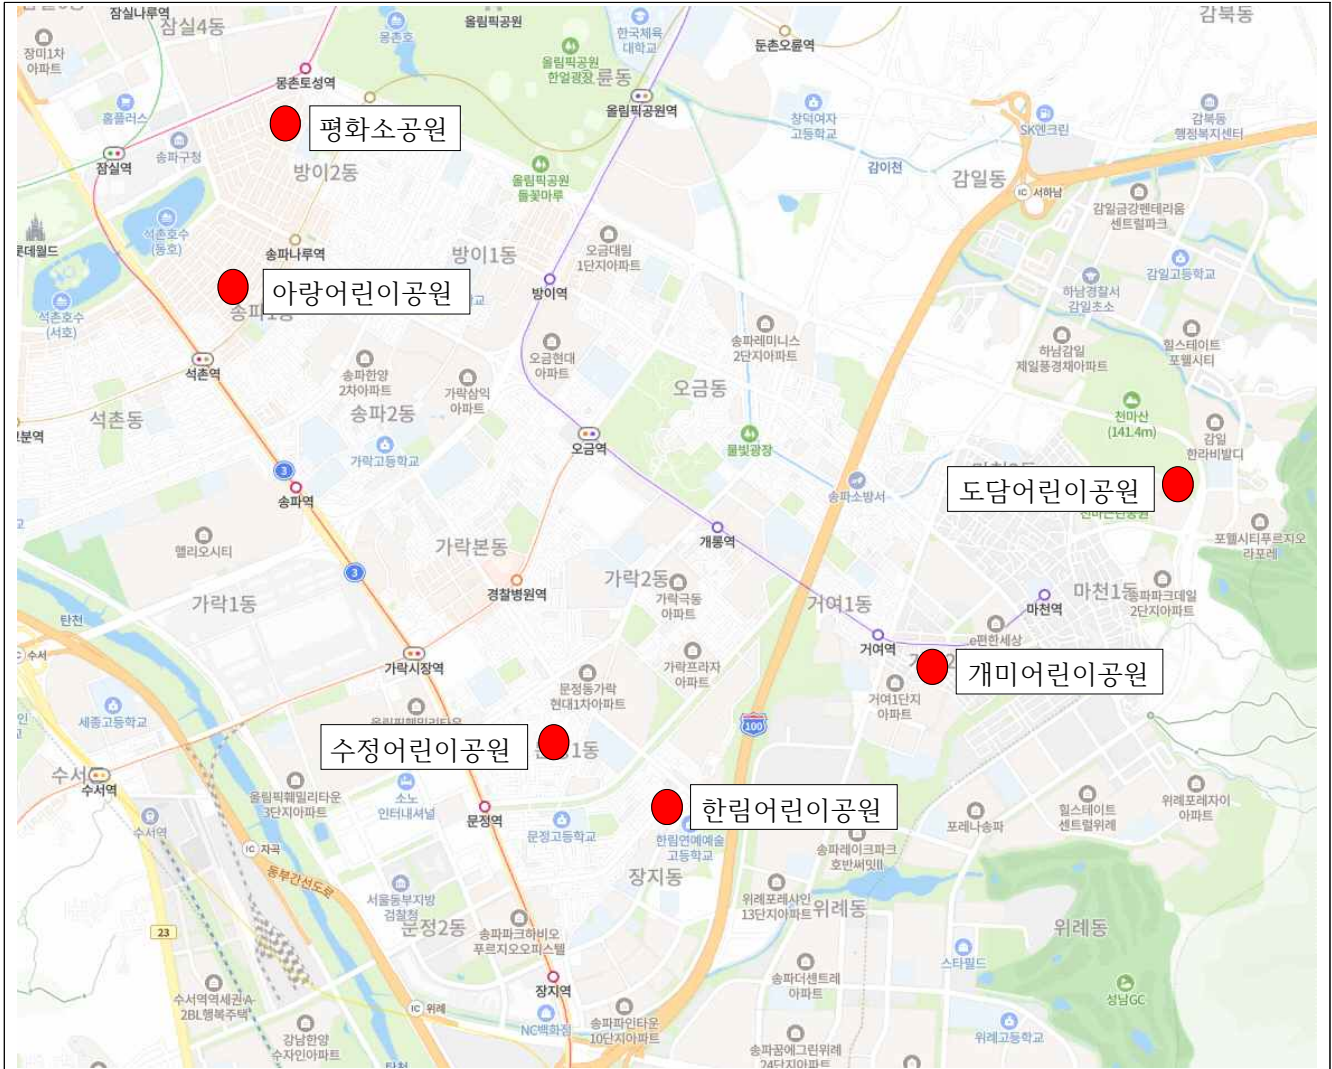 잠실나루역
잠실4동
올림픽공원
몽촌호
한국체육
대학교
둔촌오륜역
감북동
장미1차
아파트
올림픽공원
한얼광장
륜동
몽촌토성역
홈플러스
올림픽공원역
창덕여자
고등학교
SK엔크린
감북동
행정복지센터
평화소공원
송파구청
잠실역
방이2동
올림픽공원
들꽃마루
감이천
감일동
IC 서하남
감일금강펜테리움
센트럴파크
석촌호수
(동호)
롯데월드
송파나루역
방이1동
오금대림
1단지아파트
감일고등학교
아랑어린이공원
방이역
하남경찰서
감일초소
석촌호수
(서호)
송파레미니스
2단지아파트
하남감일
제일풍경채아파트
힐스테이트
포웰시티
석촌역
송파한양
2차아파트
오금현대
아파트
가락삼익
아파트
오금동
석촌동
송파2동
천마산
(141.4m)
감일
한라비발디
오금역
물빛광장
가락고등학교
3
송파역
송파소방서
도담어린이공원
헬리오시티
가락본동
개롱역
포웰시티푸르지오
라포레
3
경찰병원역
가락2동
가락극동
아파트
거여1동
마천역
마천1동
송파파크데일
2단지아파트
가락1동
탄천
수서
가락시장역
거여역
e편한세상
가락프라자
아파트
개미어린이공원
문정동가락
현대1차아파트
거여1단지
아파트
세종고등학교
100
수정어린이공원
수서역
올림픽훼밀리타운
3단지아파트
소노
인터내셔널
문정역
문정고등학교
한림어린이공원
한림연예예술
고등학교
송파레이크파크
호반써밋II
포레나송파
힐스테이트
센트럴위례
위례포레자이
아파트
수서역
IC 자곡
동부간선도로
장지동
서울동부지방
검찰청
문정2동
송파파크하비오
푸르지오오피스텔
위례포레샤인
13단지아파트
위례동
위례동
23
스타필드
수서역역세권A-
2BL행복주택
장지역
송파더센트레
아파트
성남GC
IC 위례
강남한양
수자인아파트
NC백화점
송파파인타운
10단지아파트
송파꿈에그린위례
24단지아파트
위례고등학교
탄천